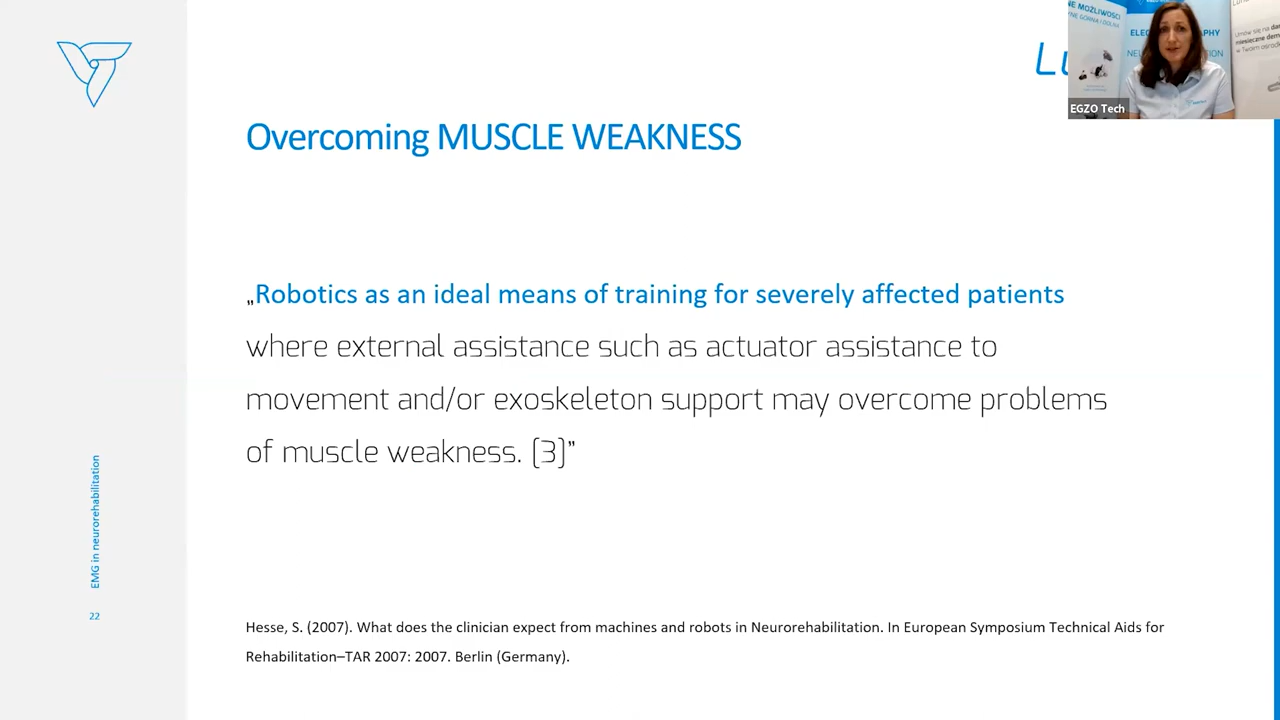 Overcoming MUSCLE WEAKNESS
„Robotics as an ideal means of training for severely affected patients
where external assistance such as actuator assistance to
movement and/or exoskeleton support may overcome problems
of muscle weakness. [3]”
Hesse, S. (2007). What does the clinician expect from machines and robots in Neurorehabilitation. In European Symposium Technical Aids for
Rehabilitation–TAR 2007: 2007. Berlin (Germany).
EMG in neurorehabilitation
22
EGZO Tech
NE MOŻLIWOŚCI